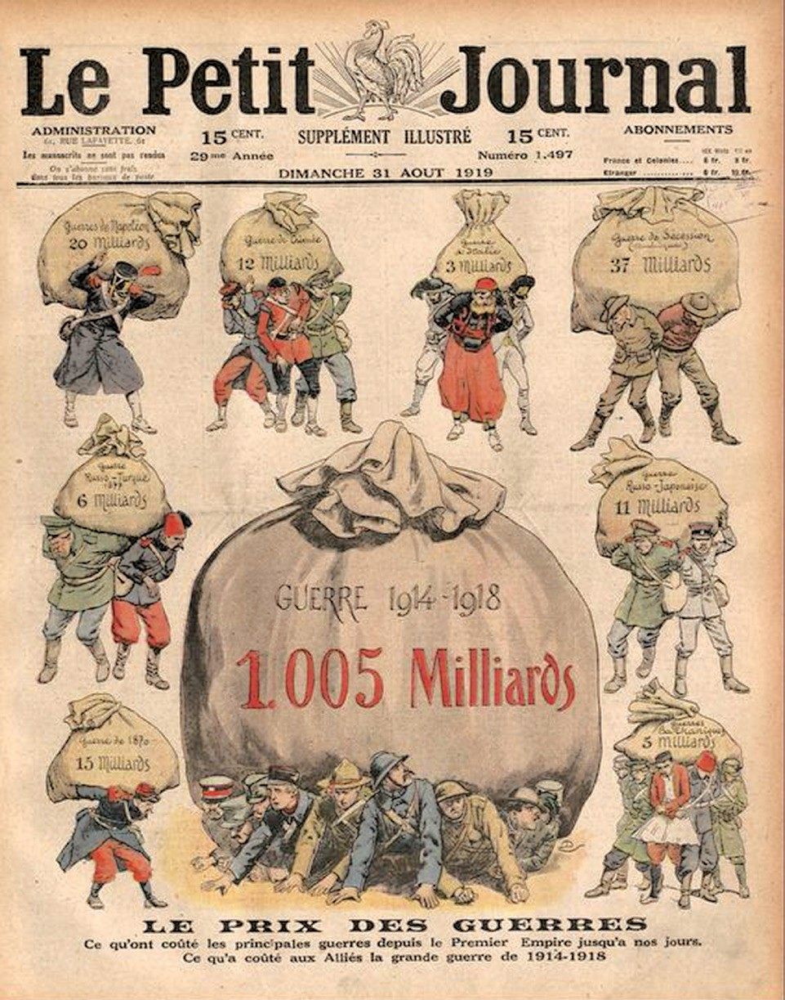 Le Petit Journal
ADMINISTRATION
61, RUE LAFAYETTE, 61
Les manuscrits ne sont pas rendus
On s'abonne sans frais
dans tous les bureaux de poste
15 CENT.
29me Année
SUPPLÉMENT ILLUSTRÉ
15 CENT.
Numéro 1.497
DIMANCHE 31 AOUT 1919
ABONNEMENTS
France et Colonies.... 6 fr. 9 fr.
Etranger ............ 6 fr. 10 fr.
Guerres de Napoléon
20 Milliards
Guerre de Crimée
12 Milliards
Guerre
d'Italie
3 Milliards
Guerre de Sécession
37 Milliards
Guerre
Russo-Turque
1877
6 Milliards
Guerre
Russo-Japonaise
11 Milliards
GUERRE 1914-1918
1.005 Milliards
Guerre de 1870
15 Milliards
Guerres
Balkaniques
5 Milliards
LE PRIX DES GUERRES
Ce qu'ont coûté les principales guerres depuis le Premier Empire jusqu'a nos jours.
Ce qu'a coûté aux Alliés la grande guerre de 1914-1918